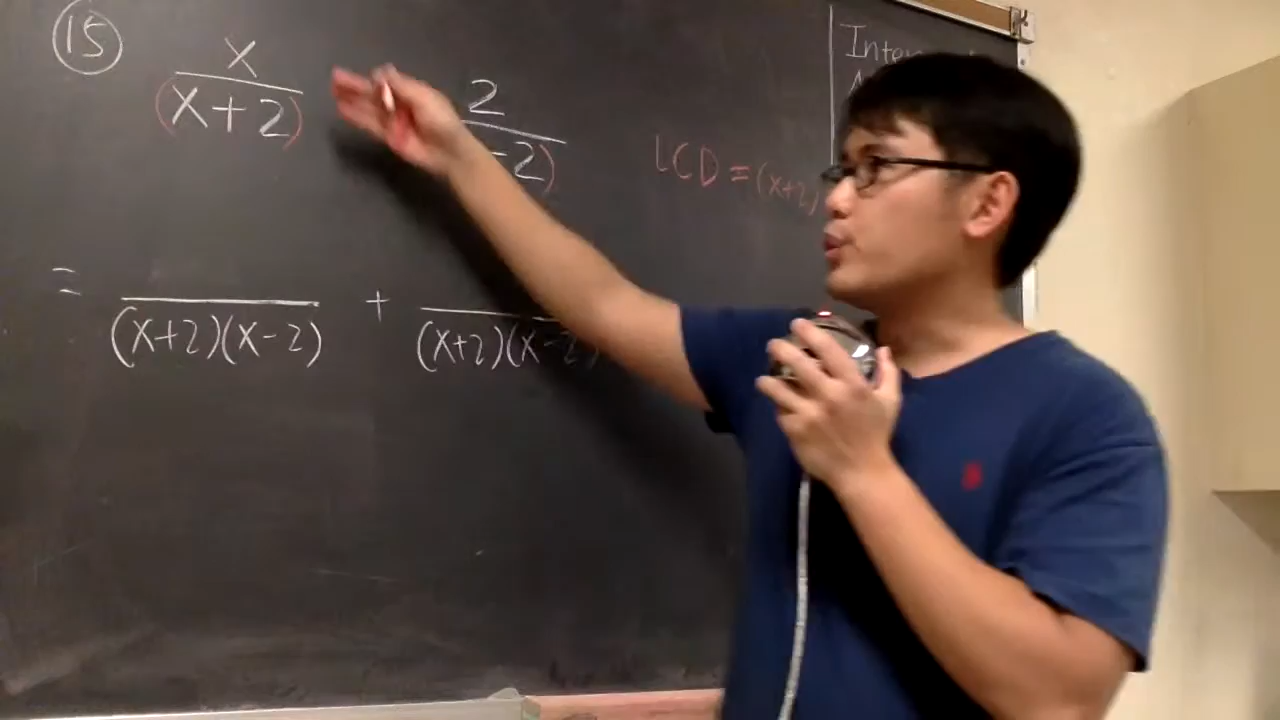 15
x 2
(x+2) -2)
LCD = (x+2)
Inte
= + 
(x+2)(x-2) (x+2)(x-2)